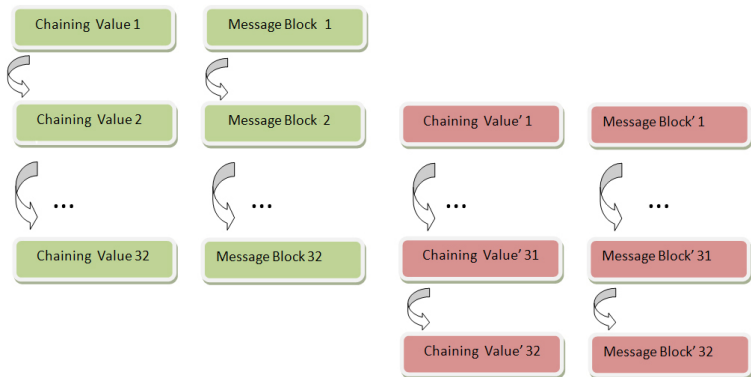 Chaining Value 1 Message Block 1
Chaining Value 2 Message Block 2 Chaining Value' 1 Message Block' 1
... ... ... ...
Chaining Value 32 Message Block 32 Chaining Value' 31 Message Block' 31
Chaining Value' 32 Message Block' 32